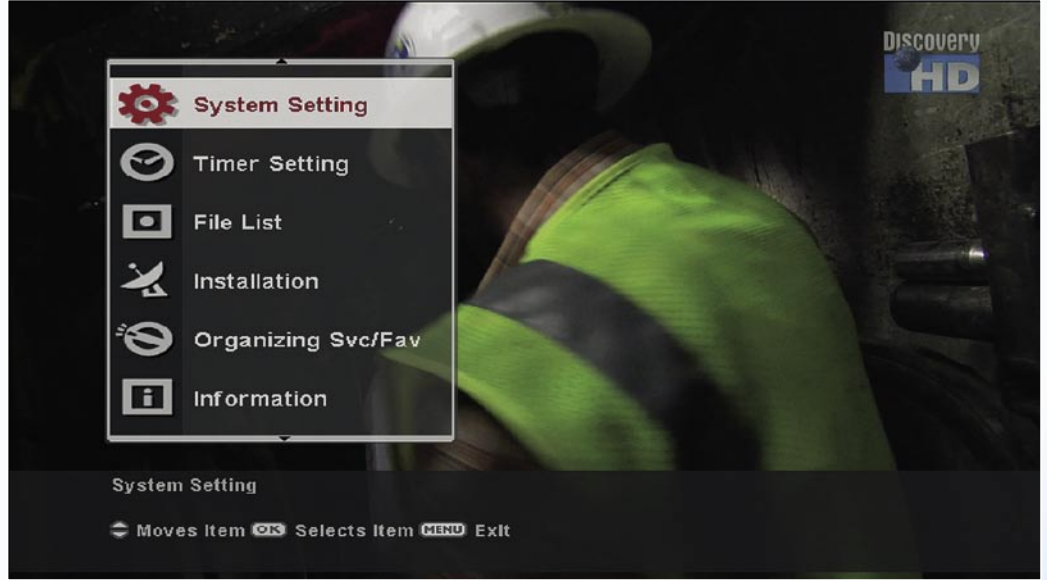 Discovery
HD
System Setting
Timer Setting
File List
Installation
Organizing Svc/Fav
Information
System Setting
Moves Item OK Selects Item MENU Exit